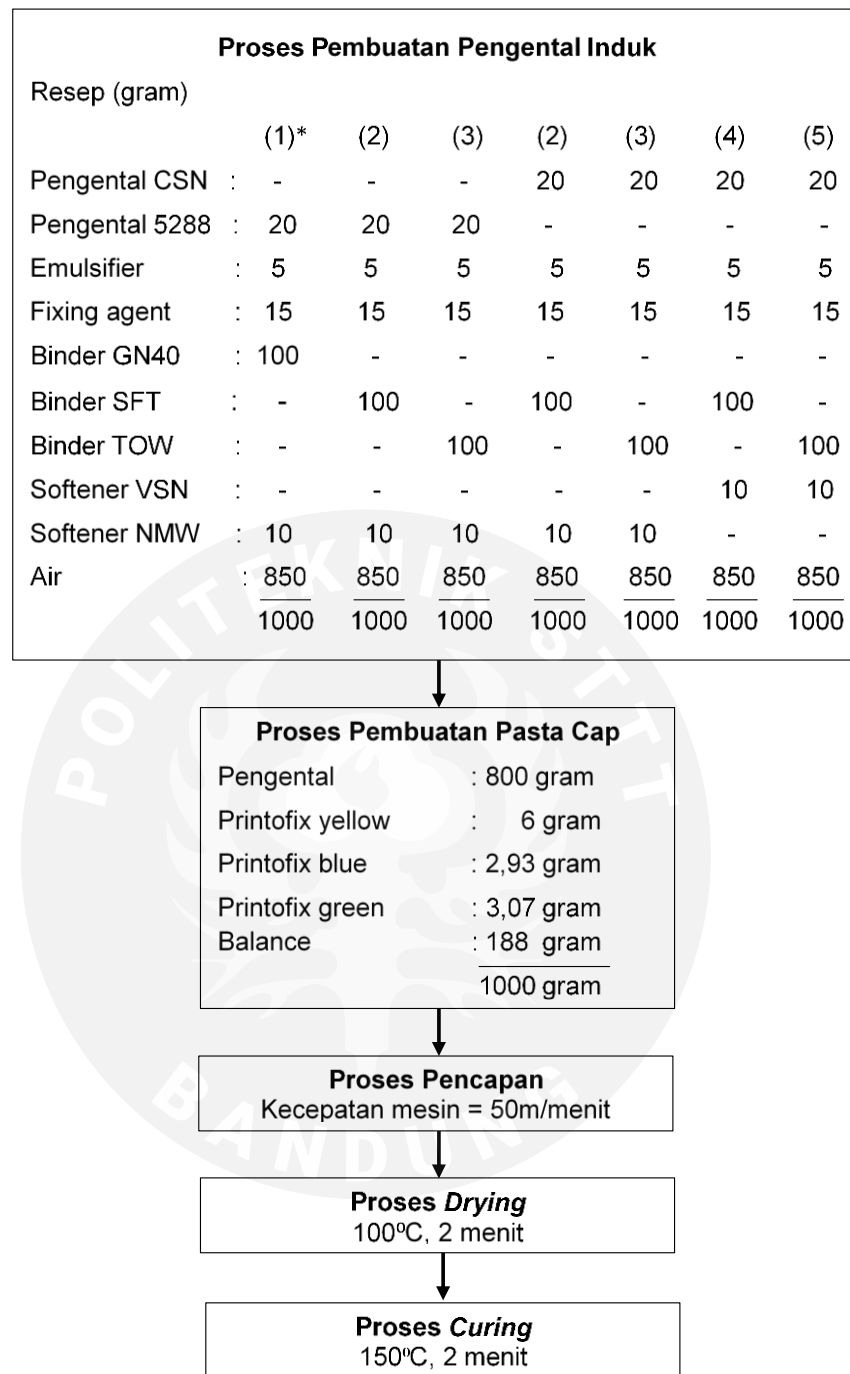 Proses Pembuatan Pengental Induk
Resep (gram)
(1)* (2) (3) (2) (3) (4) (5)
Pengental CSN : - - - 20 20 20 20
Pengental 5288 : 20 20 20 - - - -
Emulsifier : 5 5 5 5 5 5 5
Fixing agent : 15 15 15 15 15 15 15
Binder GN40 : 100 - - - - - -
Binder SFT : - 100 - 100 - 100 -
Binder TOW : - - 100 - 100 - 100
Softener VSN : - - - - - 10 10
Softener NMW : 10 10 10 10 10 - -
Air : 850 850 850 850 850 850 850
1000 1000 1000 1000 1000 1000 1000
Proses Pembuatan Pasta Cap
Pengental : 800 gram
Printofix yellow : 6 gram
Printofix blue : 2,93 gram
Printofix green : 3,07 gram
Balance : 188 gram
1000 gram
Proses Pencapan
Kecepatan mesin = 50m/menit
Proses Drying
100⁰C, 2 menit
Proses Curing
150⁰C, 2 menit
POLITEKNIK STTT
BANDUNG